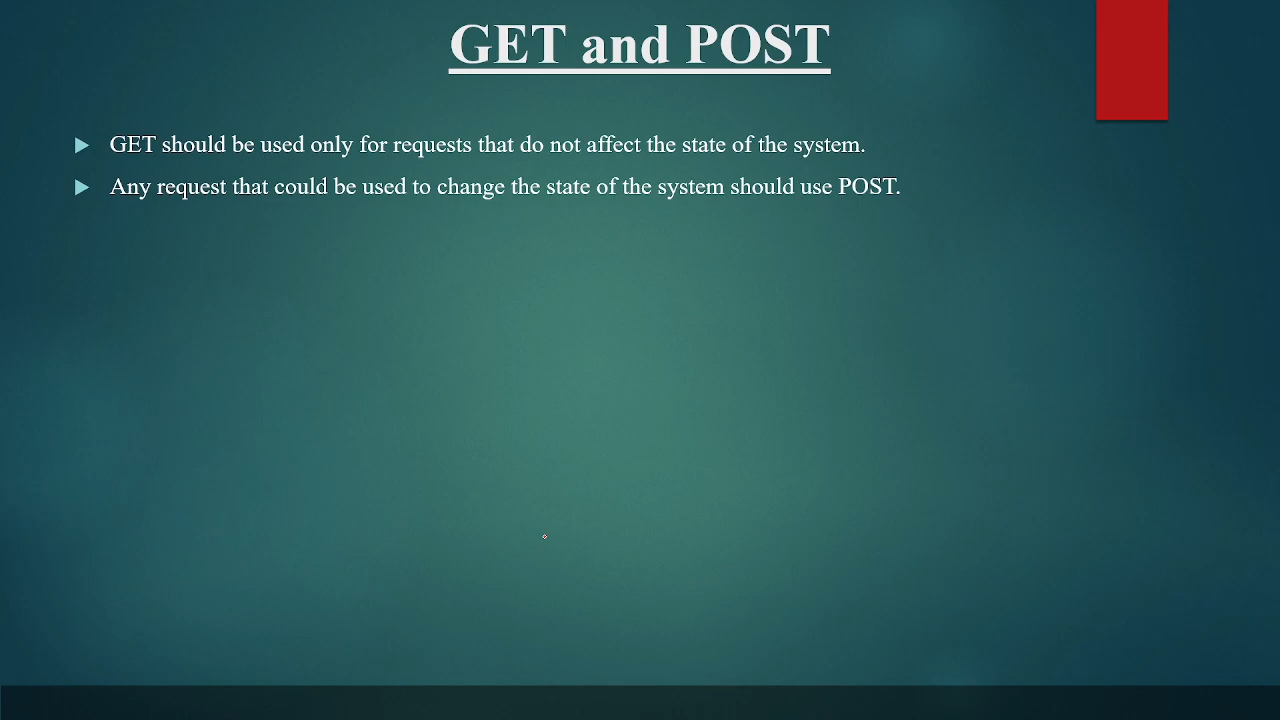 GET and POST
GET should be used only for requests that do not affect the state of the system.
Any request that could be used to change the state of the system should use POST.